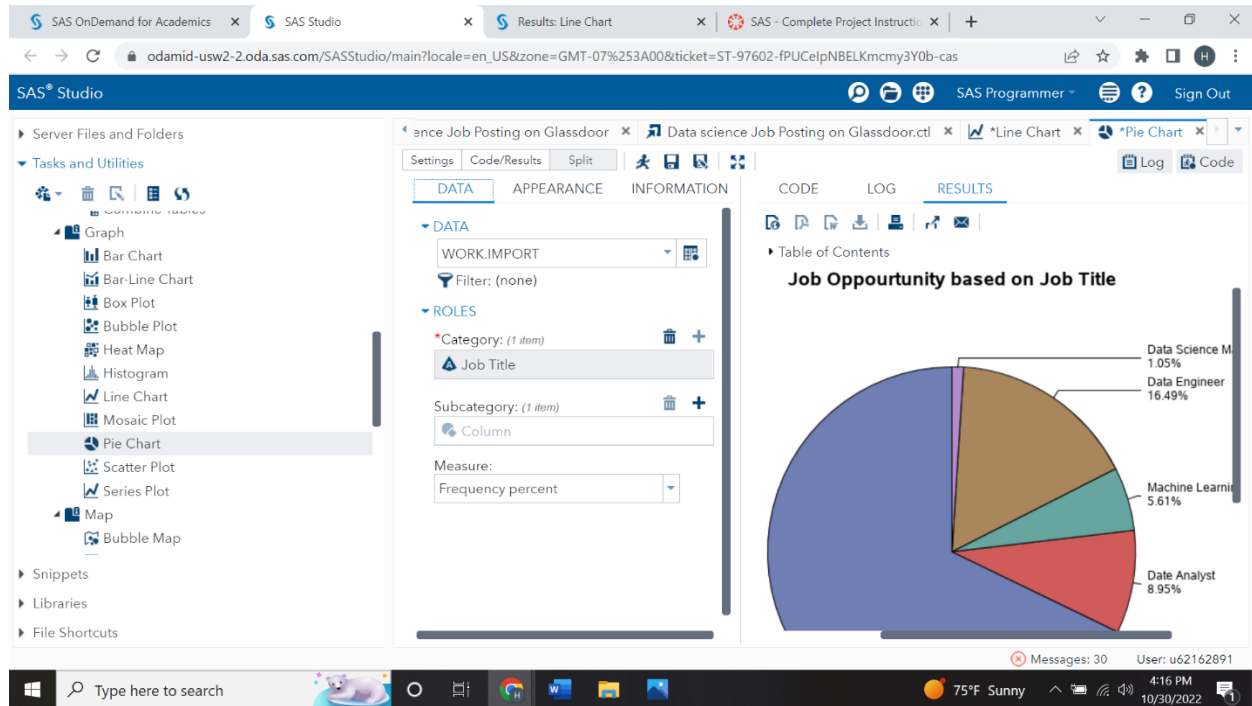 SAS OnDemand for Academics
SAS Studio
Results: Line Chart
SAS - Complete Project Instructic
odamid-usw2-2.oda.sas.com/SASStudio/main?locale=en_US&zone=GMT-07%253A00&ticket=ST-97602-fPUCeIpNBELKmcmy3Y0b-cas
H
SAS® Studio
SAS Programmer
Sign Out
Server Files and Folders
Tasks and Utilities
Combine Tables
Graph
Bar Chart
Bar-Line Chart
Box Plot
Bubble Plot
Heat Map
Histogram
Line Chart
Mosaic Plot
Pie Chart
Scatter Plot
Series Plot
Map
Bubble Map
Snippets
Libraries
File Shortcuts
ence Job Posting on Glassdoor
Data science Job Posting on Glassdoor.ctl
*Line Chart
*Pie Chart
Settings Code/Results Split
Log
Code
DATA APPEARANCE INFORMATION
DATA
WORK.IMPORT
Filter: (none)
ROLES
*Category: (1 item)
Job Title
Subcategory: (1 item)
Column
Measure:
Frequency percent
CODE LOG RESULTS
Table of Contents
Job Oppourtunity based on Job Title
Data Science M
1.05%
Data Engineer
16.49%
Machine Learnin
5.61%
Date Analyst
8.95%
Messages: 30
User: u62162891
Type here to search
75°F Sunny
4:16 PM
10/30/2022
1